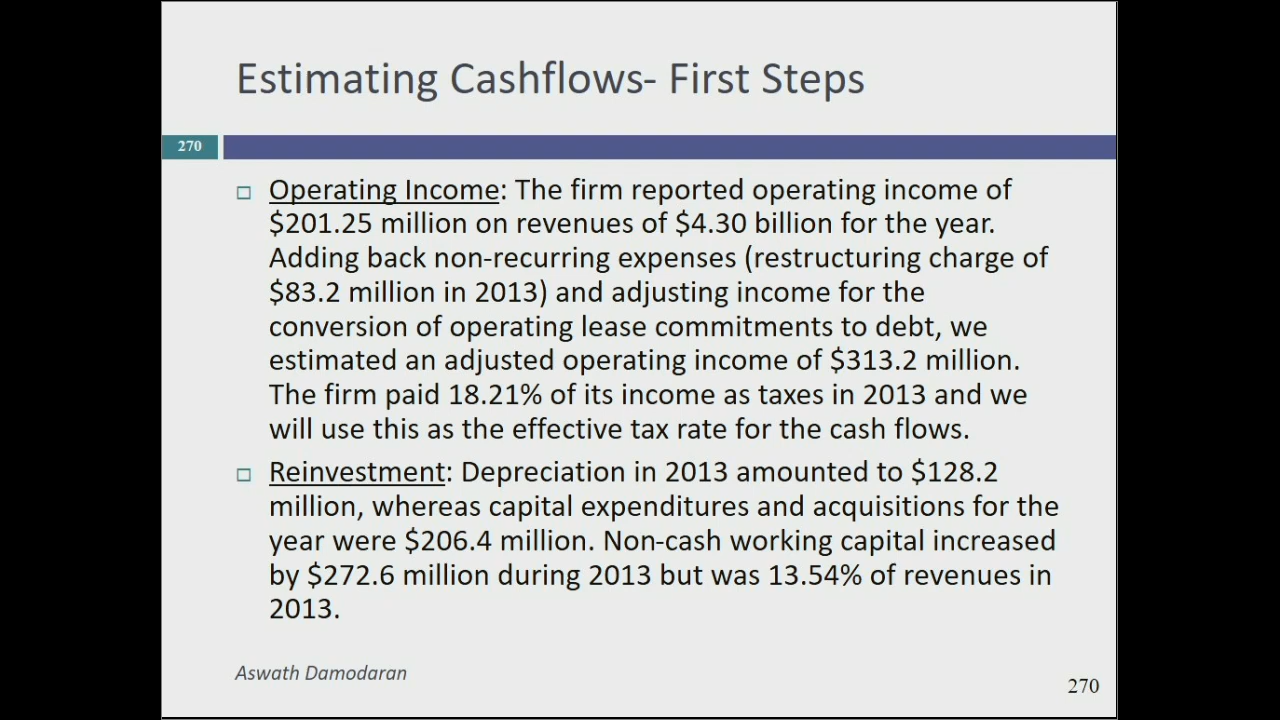 Estimating Cashflows- First Steps
270
Operating Income: The firm reported operating income of
$201.25 million on revenues of $4.30 billion for the year.
Adding back non-recurring expenses (restructuring charge of
$83.2 million in 2013) and adjusting income for the
conversion of operating lease commitments to debt, we
estimated an adjusted operating income of $313.2 million.
The firm paid 18.21% of its income as taxes in 2013 and we
will use this as the effective tax rate for the cash flows.
Reinvestment: Depreciation in 2013 amounted to $128.2
million, whereas capital expenditures and acquisitions for the
year were $206.4 million. Non-cash working capital increased
by $272.6 million during 2013 but was 13.54% of revenues in
2013.
Aswath Damodaran
270